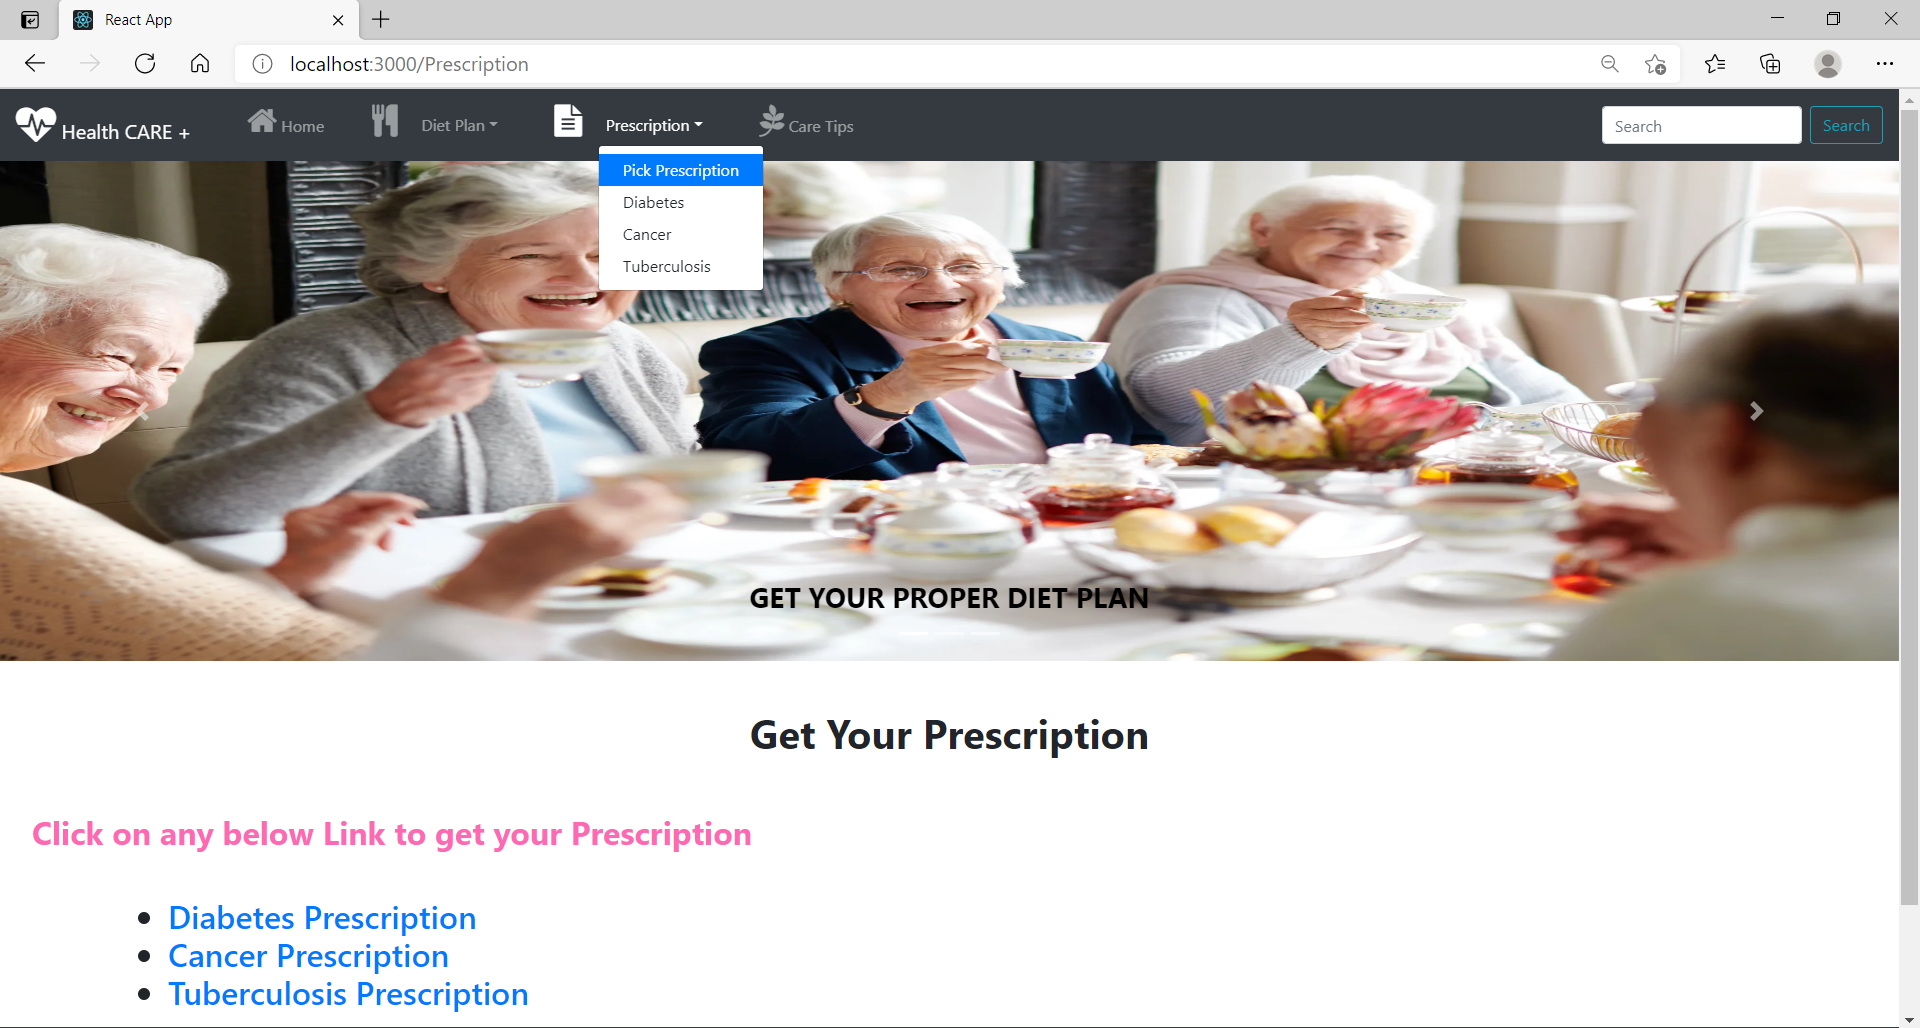 React App
localhost:3000/Prescription
Health CARE +
Home
Diet Plan
Prescription
Care Tips
Search
Search
Pick Prescription
Diabetes
Cancer
Tuberculosis
GET YOUR PROPER DIET PLAN
Get Your Prescription
Click on any below Link to get your Prescription
Diabetes Prescription
Cancer Prescription
Tuberculosis Prescription